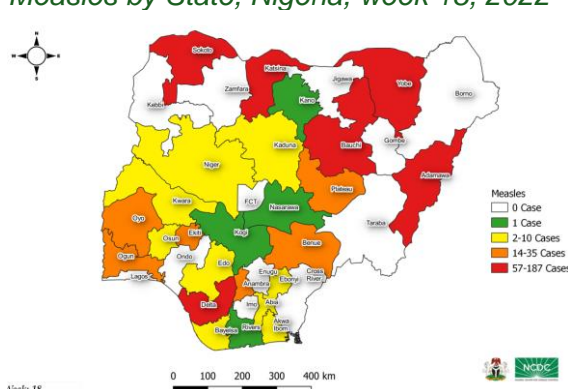 Measles by State, Nigeria, week 18, 2022
N
W
E
S
Sokoto
Katsina
Jigawa
Yobe
Borno
Zamfara
Kebbi
Kano
Kaduna
Bauchi
Gombe
Adamawa
Niger
Plateau
FCT
Kwara
Nasarawa
Taraba
Oyo
Osun
Ekiti
Kogi
Benue
Ogun
Ondo
Edo
Lagos
Enugu
Ebonyi
Cross
River
Anambra
Delta
Imo
Abia
Akwa
Ibom
Bayelsa
Rivers
Measles
0 Case
1 Case
2-10 Cases
14-35 Cases
57-187 Cases
0 100 200 300 400 km
NCDC